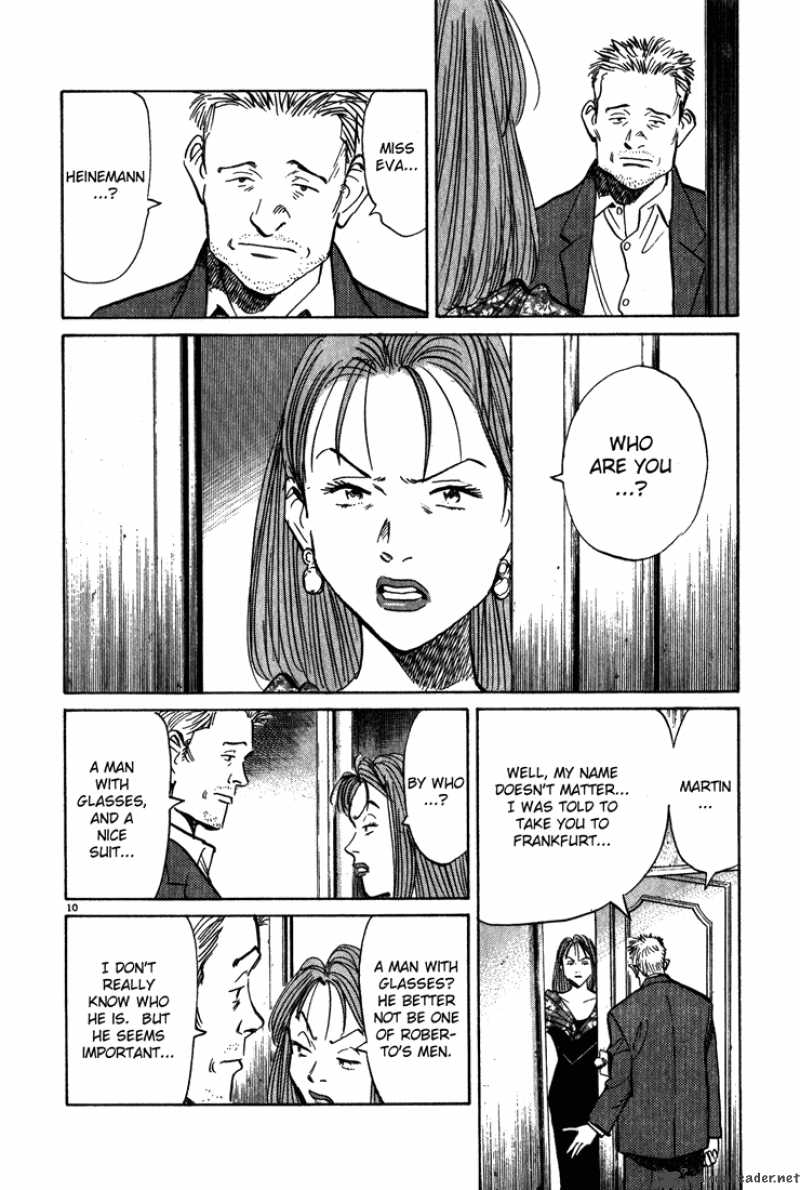 MISS
EVA...
HEINEMANN
...?
WHO
ARE YOU
...?
MARTIN
...
WELL, MY NAME
DOESN'T MATTER...
I WAS TOLD TO
TAKE YOU TO
FRANKFURT...
BY WHO
...?
A MAN
WITH
GLASSES,
AND A
NICE
SUIT...
10
A MAN WITH
GLASSES?
HE BETTER
NOT BE ONE
OF ROBER-
TO'S MEN.
I DON'T
REALLY
KNOW WHO
HE IS. BUT
HE SEEMS
IMPORTANT...